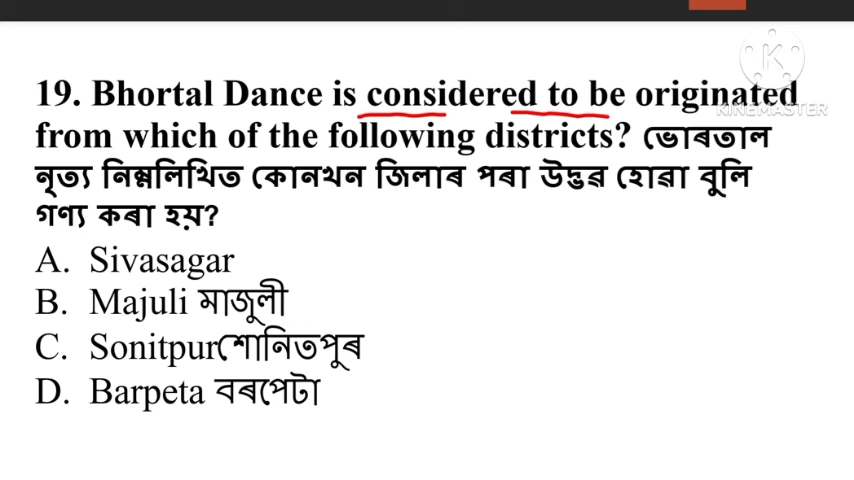 K
KINEMASTER
19. Bhortal Dance is considered to be originated
from which of the following districts? ভোৰতাল
নৃত্য নিম্নলিখিত কোনখন জিলাৰ পৰা উদ্ভৱ হোৱা বুলি
গণ্য কৰা হয়?
A. Sivasagar
B. Majuli মাজুলী
C. Sonitpurশোনিতপুৰ
D. Barpeta বৰপেটা